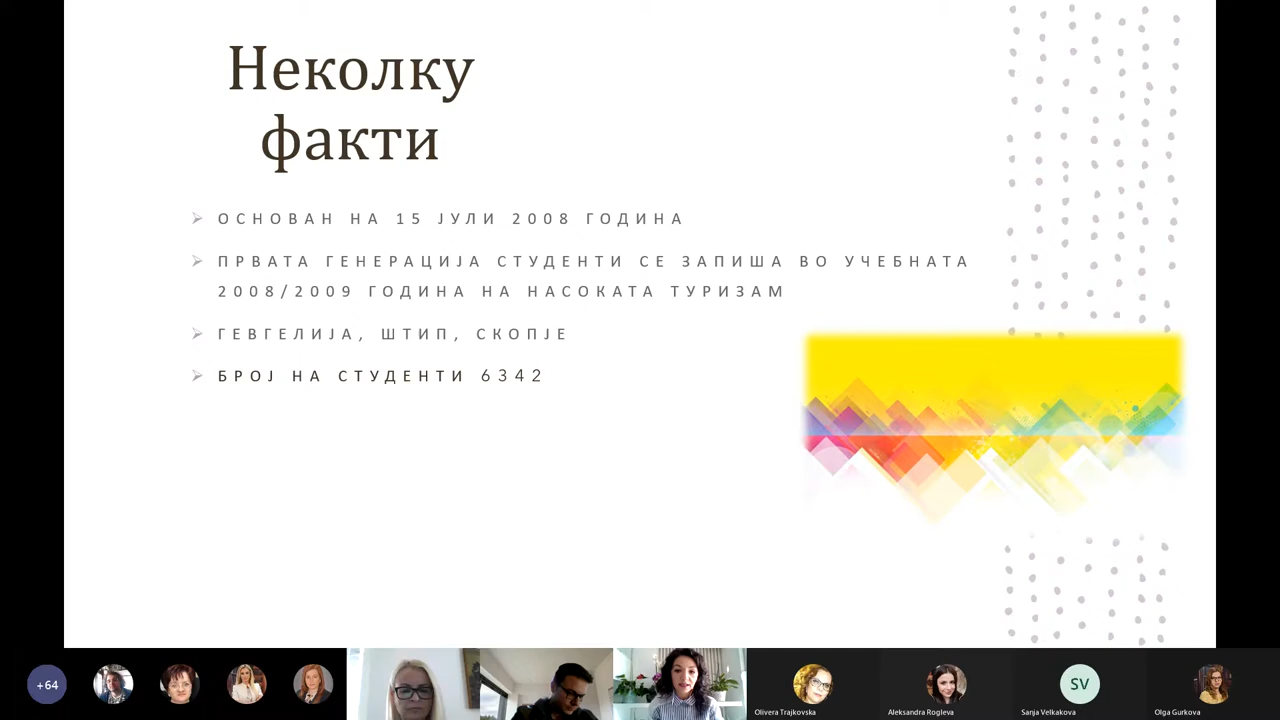 Неколку
факти
ОСНОВАН НА 15 ЈУЛИ 2008 ГОДИНА
ПРВАТА ГЕНЕРАЦИЈА СТУДЕНТИ СЕ ЗАПИША ВО УЧЕБНАТА
2008/2009 ГОДИНА НА НАСОКАТА ТУРИЗАМ
ГЕВГЕЛИЈА, ШТИП, СКОПЈЕ
БРОЈ НА СТУДЕНТИ 6342
+64
SV
Olivera Trajkovska
Aleksandra Rogleva
Sanja Velkakova
Olga Gurkova